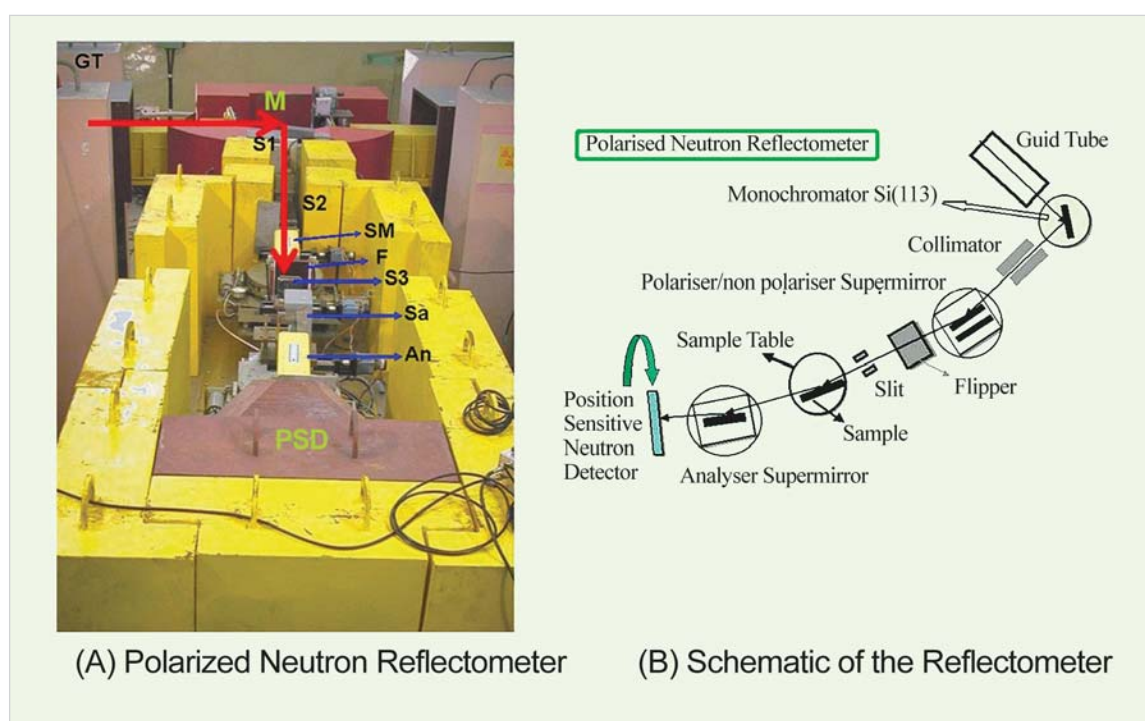 GT
M
S1
S2
SM
F
S3
Sa
An
PSD
(A) Polarized Neutron Reflectometer
Polarised Neutron Reflectometer
Guid Tube
Monochromator Si(113)
Collimator
Polariser/non polariser Supermirror
Sample Table
Flipper
Slit
Position
Sensitive
Neutron
Detector
Sample
Analyser Supermirror
(B) Schematic of the Reflectometer